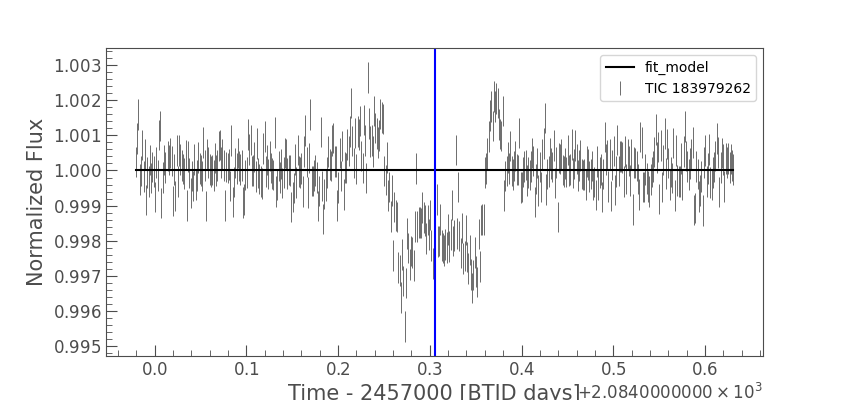 1.003
1.002
1.001
1.000
0.999
0.998
0.997
0.996
0.995
Normalized Flux
fit_model
TIC 183979262
0.0 0.1 0.2 0.3 0.4 0.5 0.6
Time - 2457000 [BTJD days]
+2.0840000000 × 10³